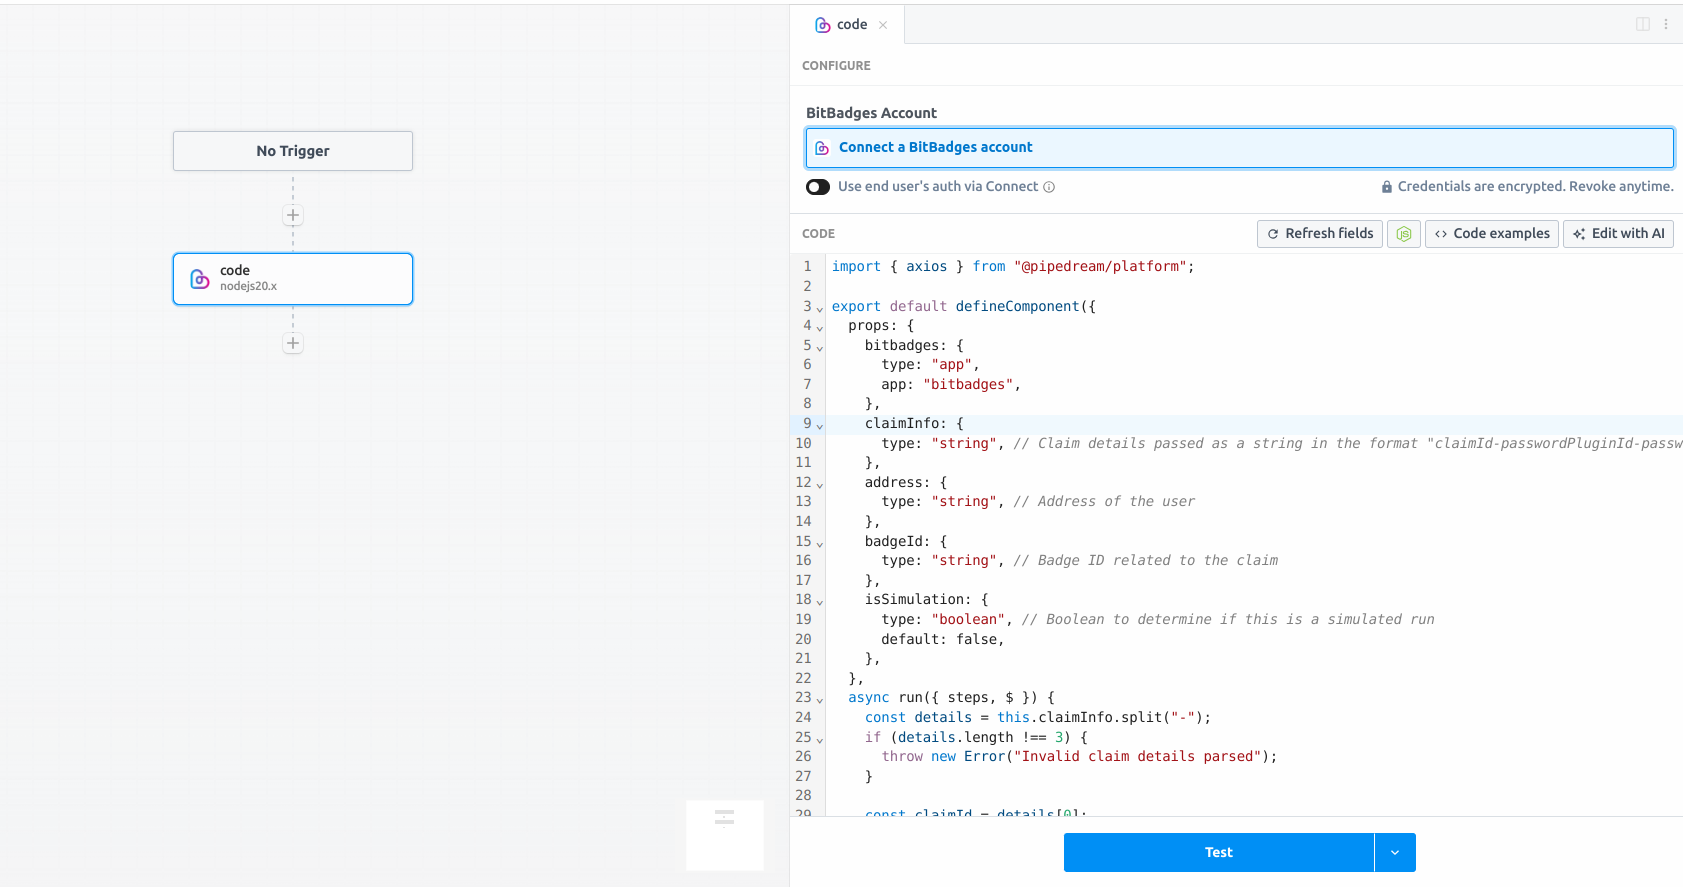 No Trigger
code
nodejs20.x
code
CONFIGURE
BitBadges Account
Connect a BitBadges account
Use end user's auth via Connect
Credentials are encrypted. Revoke anytime.
CODE
Refresh fields
JS
Code examples
Edit with AI
1 import { axios } from "@pipedream/platform";
2
3 export default defineComponent({
4 props: {
5 bitbadges: {
6 type: "app",
7 app: "bitbadges",
8 },
9 claimInfo: {
10 type: "string", // Claim details passed as a string in the format "claimId-passwordPluginId-passw
11 },
12 address: {
13 type: "string", // Address of the user
14 },
15 badgeId: {
16 type: "string", // Badge ID related to the claim
17 },
18 isSimulation: {
19 type: "boolean", // Boolean to determine if this is a simulated run
20 default: false,
21 },
22 },
23 async run({ steps, $ }) {
24 const details = this.claimInfo.split("-");
25 if (details.length !== 3) {
26 throw new Error("Invalid claim details parsed");
27 }
28
29 const claimId = details[0];
Test